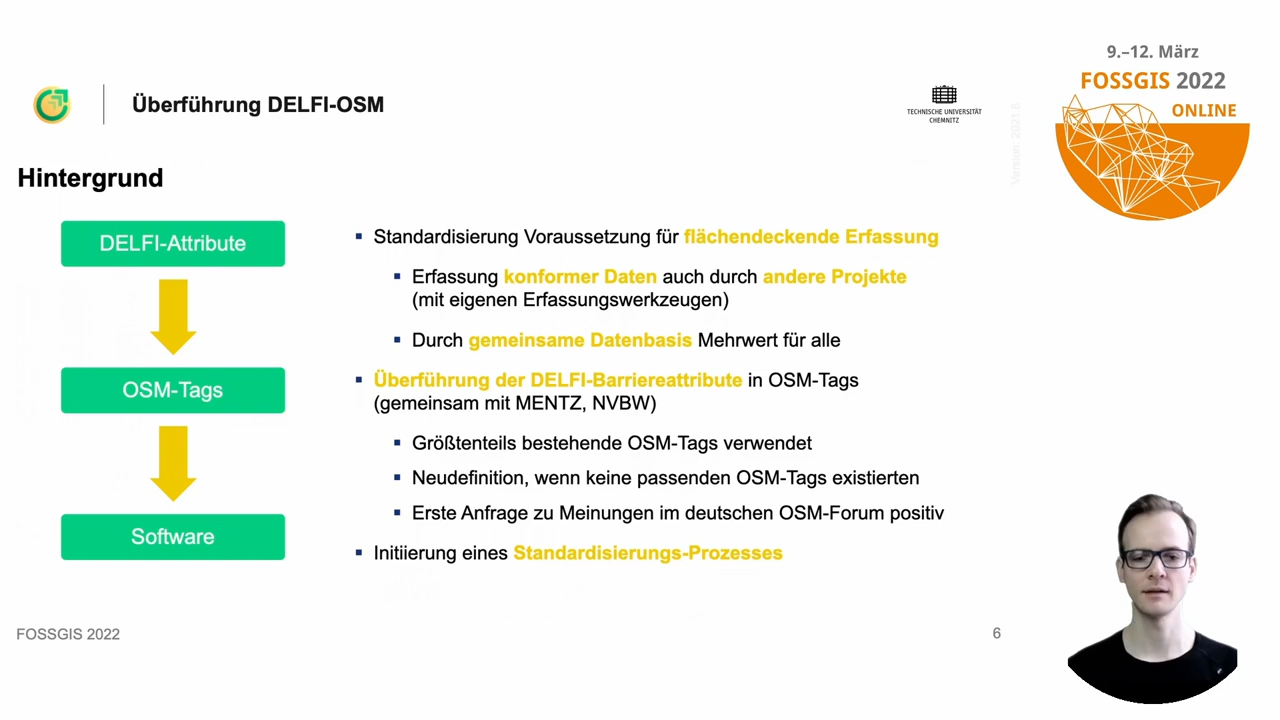 9.–12. März
FOSSGIS 2022
ONLINE
Überführung DELFI-OSM
TECHNISCHE UNIVERSITÄT
CHEMNITZ
Version: 2021.6
Hintergrund
DELFI-Attribute
OSM-Tags
Software
▪ Standardisierung Voraussetzung für flächendeckende Erfassung
▪ Erfassung konformer Daten auch durch andere Projekte
(mit eigenen Erfassungswerkzeugen)
▪ Durch gemeinsame Datenbasis Mehrwert für alle
▪ Überführung der DELFI-Barriereattribute in OSM-Tags
(gemeinsam mit MENTZ, NVBW)
▪ Größtenteils bestehende OSM-Tags verwendet
▪ Neudefinition, wenn keine passenden OSM-Tags existierten
▪ Erste Anfrage zu Meinungen im deutschen OSM-Forum positiv
▪ Initiierung eines Standardisierungs-Prozesses
FOSSGIS 2022
6